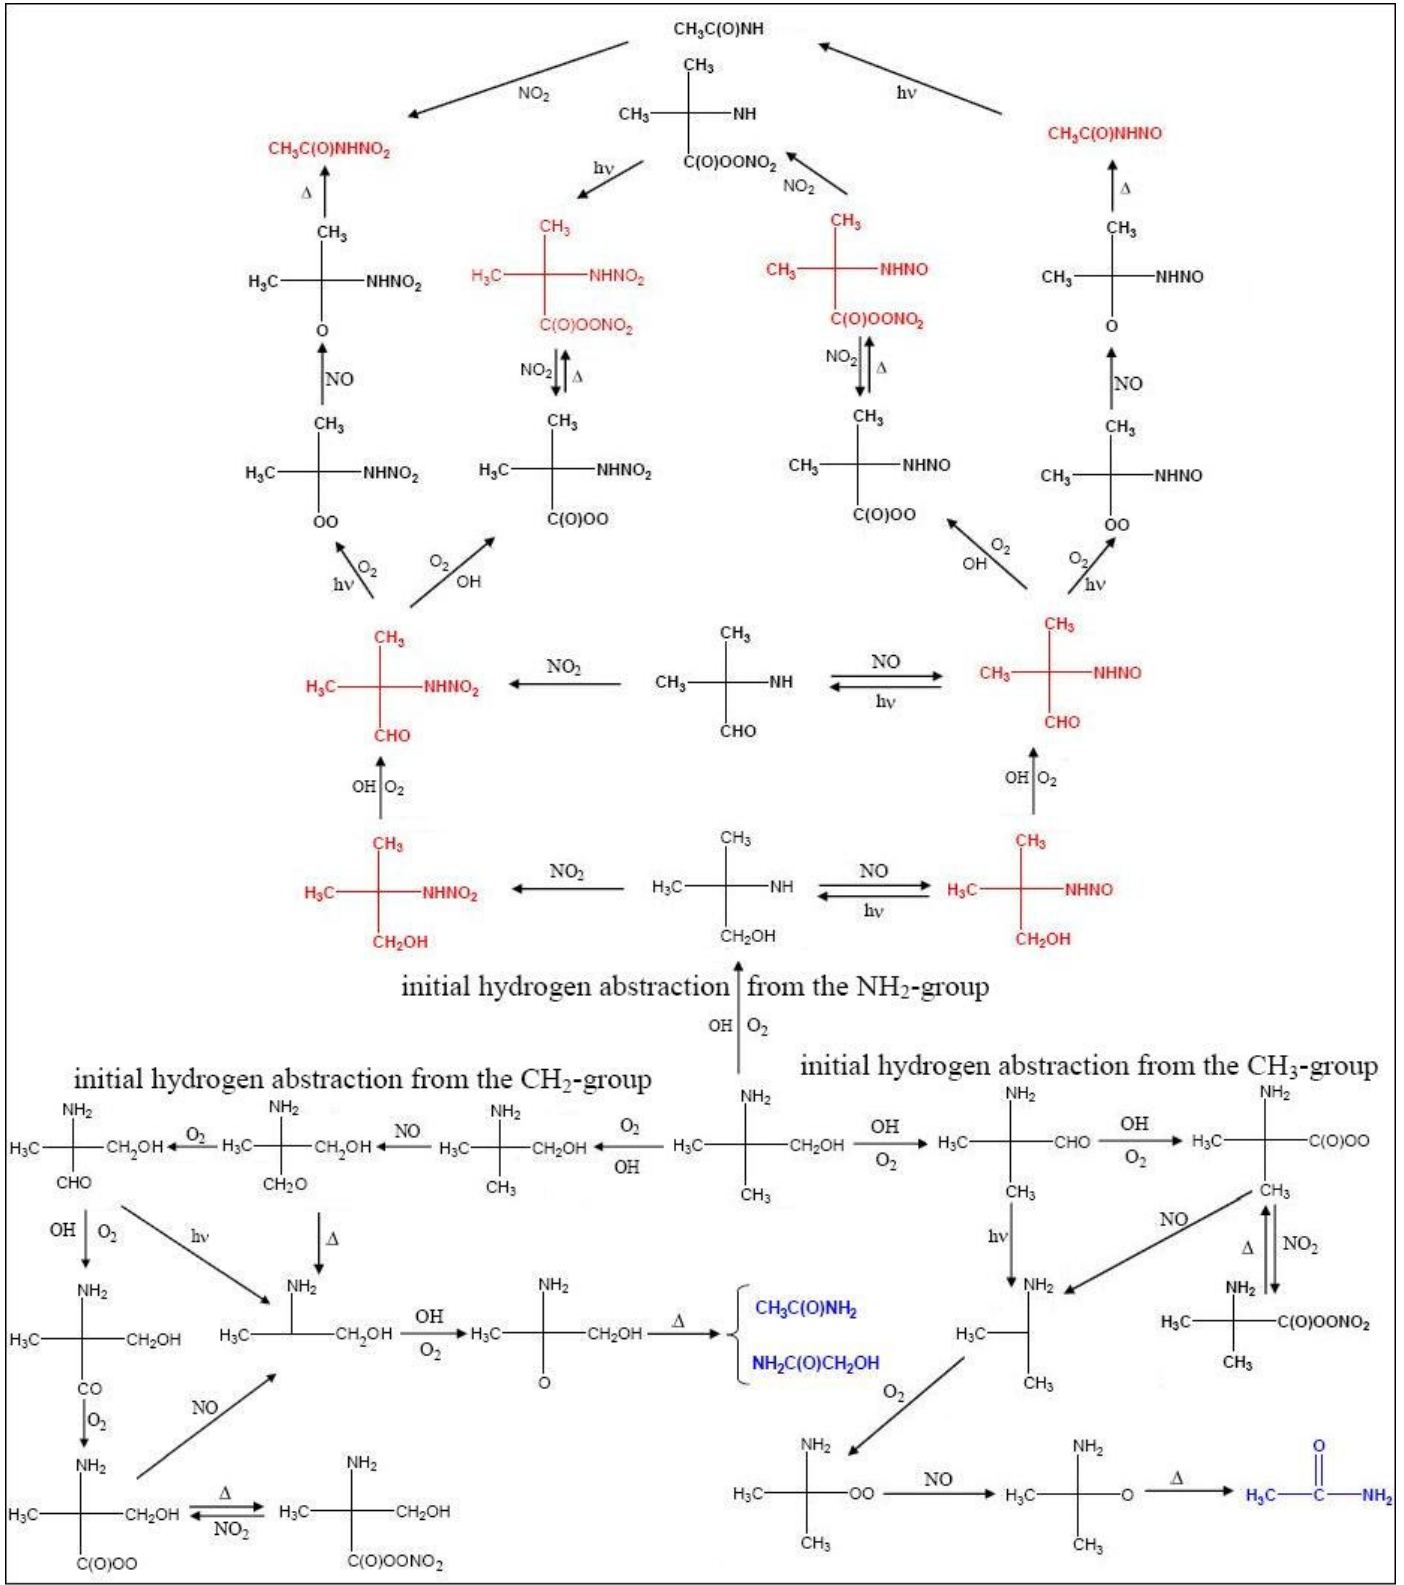 CH₃C(O)NH
CH₃
CH₃ NH
C(O)OONO₂
NO₂
hν
CH₃C(O)NHNO₂
CH₃C(O)NHNO
hν
NO₂
Δ
Δ
CH₃
H₃C NHNO₂
O
CH₃
H₃C NHNO₂
C(O)OONO₂
CH₃
CH₃ NHNO
C(O)OONO₂
CH₃
CH₃ NHNO
O
NO
NO₂ Δ
NO₂ Δ
NO
CH₃
H₃C NHNO₂
OO
CH₃
H₃C NHNO₂
C(O)OO
CH₃
CH₃ NHNO
C(O)OO
CH₃
CH₃ NHNO
OO
O₂
hν
O₂
OH
O₂
OH
O₂
hν
CH₃
H₃C NHNO₂
CHO
NO₂
CH₃
CH₃ NH
CHO
NO
hν
CH₃
CH₃ NHNO
CHO
OH O₂
OH O₂
CH₃
H₃C NHNO₂
CH₂OH
NO₂
CH₃
H₃C NH
CH₂OH
NO
hν
CH₃
H₃C NHNO
CH₂OH
initial hydrogen abstraction from the NH₂-group
OH O₂
initial hydrogen abstraction from the CH₂-group
initial hydrogen abstraction from the CH₃-group
NH₂
H₃C CH₂OH
CHO
O₂
NH₂
H₃C CH₂OH
CH₂O
NO
NH₂
H₃C CH₂OH
CH₃
O₂
OH
NH₂
H₃C CH₂OH
CH₃
OH
O₂
NH₂
H₃C CHO
CH₃
OH
O₂
NH₂
H₃C C(O)OO
CH₃
OH O₂
hν
Δ
hν
NO
Δ NO₂
NH₂
H₃C CH₂OH
CO
NH₂
H₃C CH₂OH
OH
O₂
NH₂
H₃C CH₂OH
O
Δ
CH₃C(O)NH₂
NH₂C(O)CH₂OH
NH₂
H₃C
CH₃
NH₂
H₃C C(O)OONO₂
CH₃
O₂
NO
O₂
NH₂
H₃C CH₂OH
C(O)OO
Δ
NO₂
NH₂
H₃C CH₂OH
C(O)OONO₂
NH₂
H₃C OO
CH₃
NO
NH₂
H₃C O
CH₃
Δ
O
H₃C C NH₂